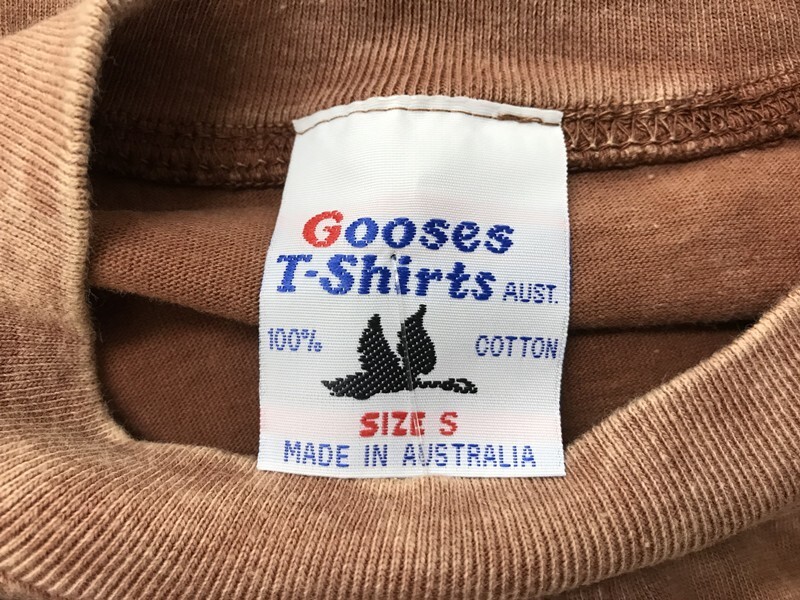 Gooses
T-Shirts AUST.
100% COTTON
SIZE S
MADE IN AUSTRALIA